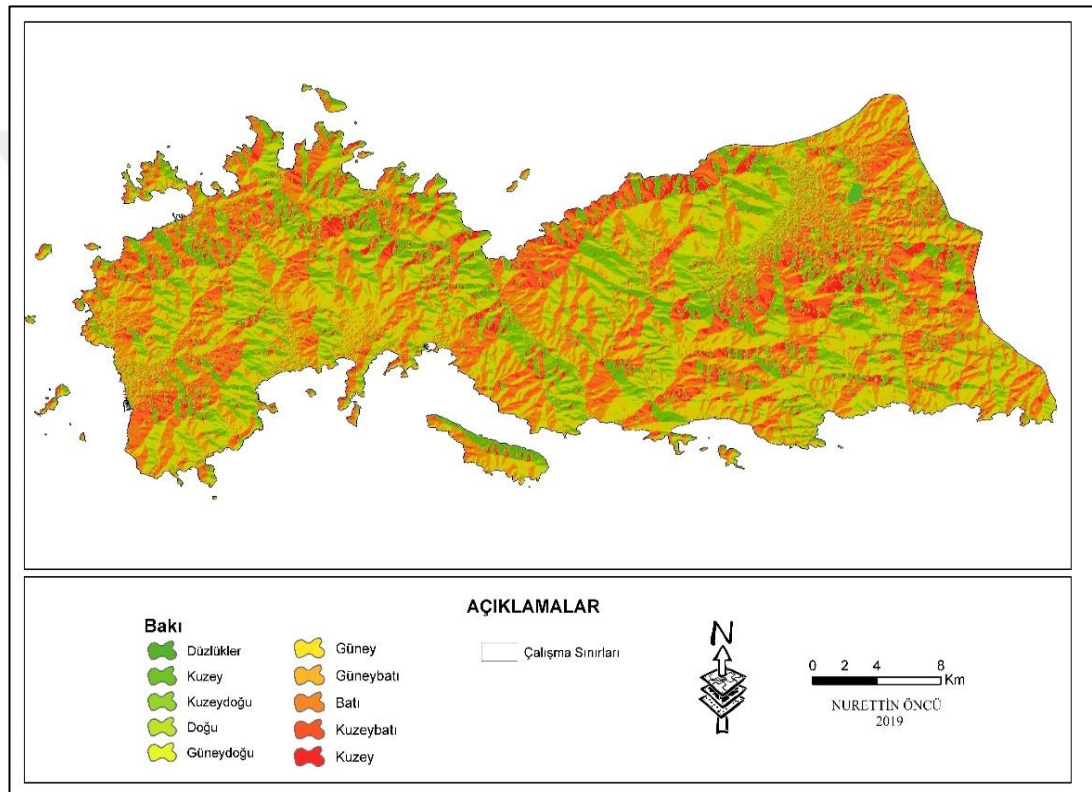 AÇIKLAMALAR
Bakı
Düzlükler
Kuzey
Kuzeydoğu
Doğu
Güneydoğu
Güney
Güneybatı
Batı
Kuzeybatı
Kuzey
Çalışma Sınırları
N
0 2 4 8
Km
NURETTİN ÖNCÜ
2019